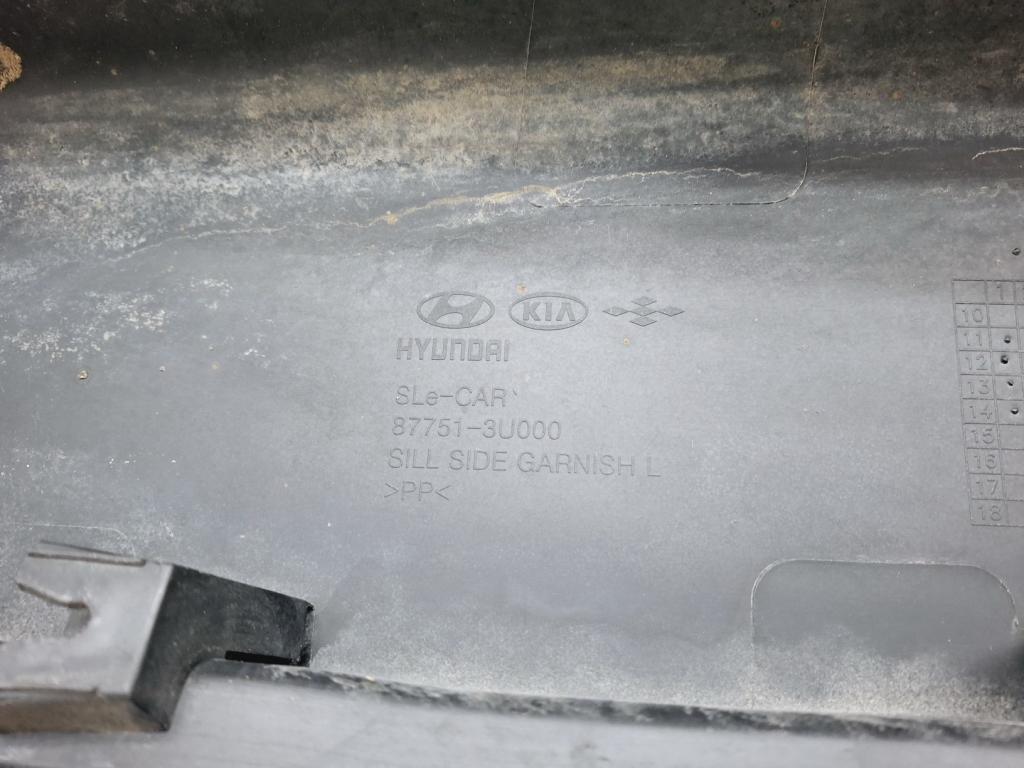 KIA
HYUNDAI
SLe-CAR
87751-3U000
SILL SIDE GARNISH L
>PP<
1
10
11
12
13
14
15
16
17
18